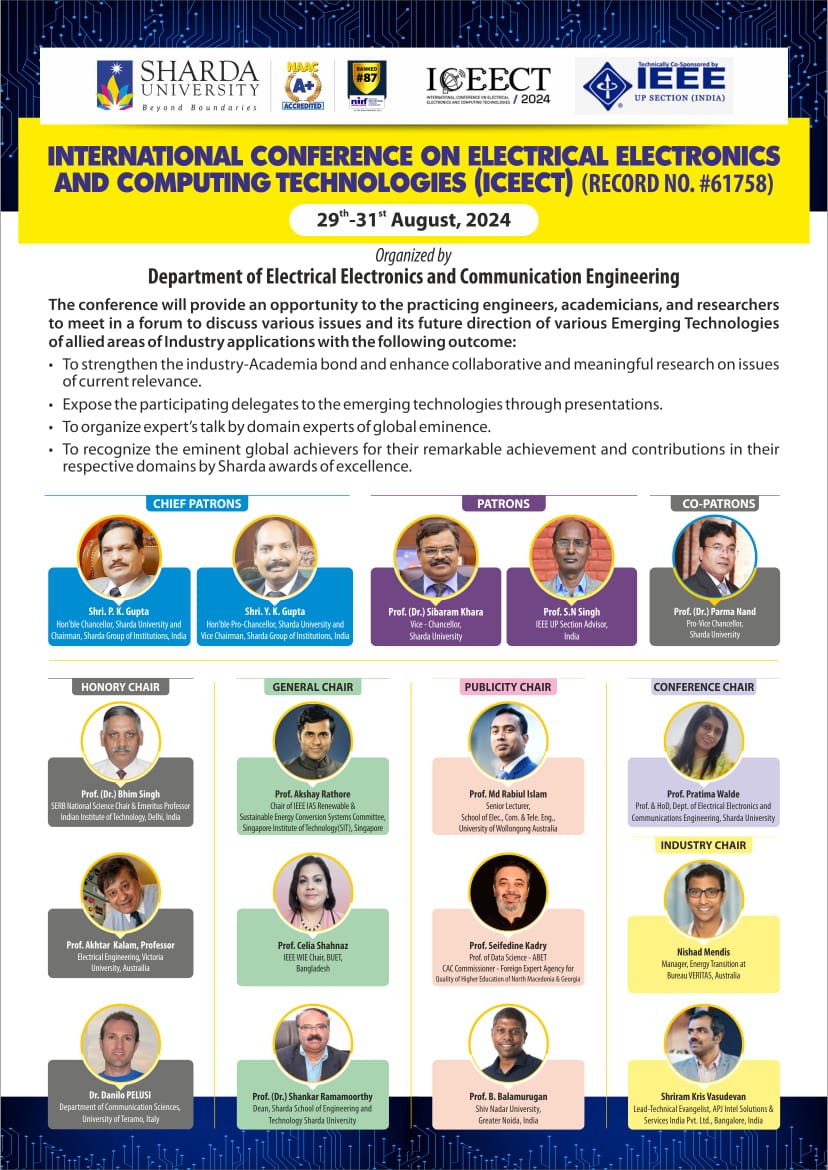 SHARDA
UNIVERSITY
Beyond Boundaries
NAAC
A+
ACCREDITED
RANKED
#87
nirf
ICEECT
INTERNATIONAL CONFERENCE ON ELECTRICAL
ELECTRONICS AND COMPUTING TECHNOLOGIES / 2024
Technically Co-Sponsored by
IEEE
UP SECTION (INDIA)
INTERNATIONAL CONFERENCE ON ELECTRICAL ELECTRONICS
AND COMPUTING TECHNOLOGIES (ICEECT) (RECORD NO. #61758)
29th-31st August, 2024
Organized by
Department of Electrical Electronics and Communication Engineering
The conference will provide an opportunity to the practicing engineers, academicians, and researchers
to meet in a forum to discuss various issues and its future direction of various Emerging Technologies
of allied areas of Industry applications with the following outcome:
• To strengthen the industry-Academia bond and enhance collaborative and meaningful research on issues
of current relevance.
• Expose the participating delegates to the emerging technologies through presentations.
• To organize expert's talk by domain experts of global eminence.
• To recognize the eminent global achievers for their remarkable achievement and contributions in their
respective domains by Sharda awards of excellence.
CHIEF PATRONS
Shri. P. K. Gupta
Hon'ble Chancellor, Sharda University and
Chairman, Sharda Group of Institutions, India
Shri. Y. K. Gupta
Hon'ble Pro-Chancellor, Sharda University and
Vice Chairman, Sharda Group of Institutions, India
PATRONS
Prof. (Dr.) Sibaram Khara
Vice - Chancellor,
Sharda University
Prof. S.N Singh
IEEE UP Section Advisor,
India
CO-PATRONS
Prof. (Dr.) Parma Nand
Pro-Vice Chancellor,
Sharda University
HONORY CHAIR
Prof. (Dr.) Bhim Singh
SERB National Science Chair & Emeritus Professor
Indian Institute of Technology, Delhi, India
Prof. Akhtar Kalam, Professor
Electrical Engineering, Victoria
University, Austrailia
Dr. Danilo PELUSI
Department of Communication Sciences,
University of Teramo, Italy
GENERAL CHAIR
Prof. Akshay Rathore
Chair of IEEE IAS Renewable &
Sustainable Energy Conversion Systems Committee,
Singapore Institute of Technology(SIT), Singapore
Prof. Celia Shahnaz
IEEE WIE Chair, BUET,
Bangladesh
Prof. (Dr.) Shankar Ramamoorthy
Dean, Sharda School of Engineering and
Technology Sharda University
PUBLICITY CHAIR
Prof. Md Rabiul Islam
Senior Lecturer,
School of Elec., Com. & Tele. Eng.,
University of Wollongong Australia
Prof. Seifedine Kadry
Prof. of Data Science - ABET
CAC Commissioner - Foreign Expert Agency for
Quality of Higher Education of North Macedonia & Georgia
Prof. B. Balamurugan
Shiv Nadar University,
Greater Noida, India
CONFERENCE CHAIR
Prof. Pratima Walde
Prof. & HoD, Dept. of Electrical Electronics and
Communications Engineering, Sharda University
INDUSTRY CHAIR
Nishad Mendis
Manager, Energy Transition at
Bureau VERITAS, Australia
Shriram Kris Vasudevan
Lead-Technical Evangelist, APJ Intel Solutions &
Services India Pvt. Ltd., Bangalore, India